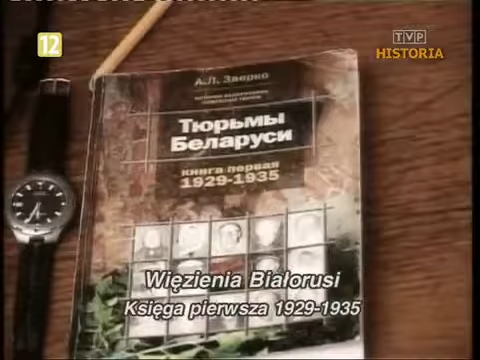 12
TVP
HISTORIA
А.Л. Зверко
Тюрьмы
Беларуси
книга первая
1929-1935
Więzienia Białorusi
Księga pierwsza 1929-1935